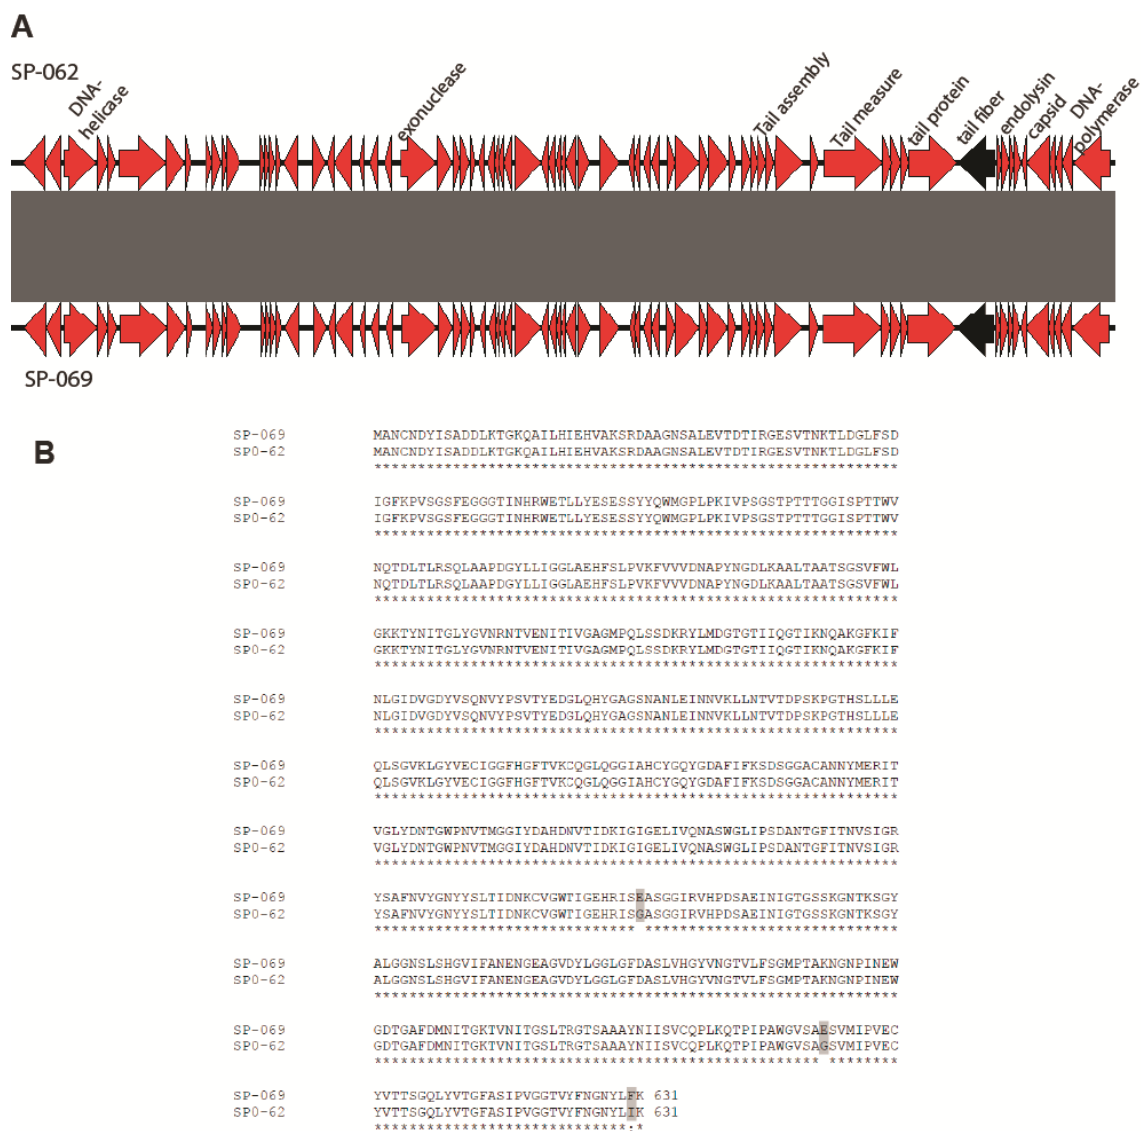 A
SP-062
DNA-helicase
exonuclease
Tail assembly
Tail measure
tail protein
tail fiber
endolysin
capsid
DNA-polymerase
SP-069
B
SP-069 MANCNDYISADDLKTGKQAILHIEHVAKSRDAAGNSALEVTDTIRGESVTNKTLDGLFSD
SP0-62 MANCNDYISADDLKTGKQAILHIEHVAKSRDAAGNSALEVTDTIRGESVTNKTLDGLFSD
************************************************************
SP-069 IGFKPVSGSFEGGGTINHRWETLLYESESSYYQWMGPLPKIVPSGSTPTTTGGISPTTWV
SP0-62 IGFKPVSGSFEGGGTINHRWETLLYESESSYYQWMGPLPKIVPSGSTPTTTGGISPTTWV
************************************************************
SP-069 NQTDLTLRSQLAAPDGYLLIGGLAEHFSLPVKFVVVDNAPYNGDLKAALTAATSGSVFWL
SP0-62 NQTDLTLRSQLAAPDGYLLIGGLAEHFSLPVKFVVVDNAPYNGDLKAALTAATSGSVFWL
************************************************************
SP-069 GKKTYNITGLYGVNRNTVENITIVGAGMPQLSSDKRYLMDGTGTIIQGTIKNQAKGFKIF
SP0-62 GKKTYNITGLYGVNRNTVENITIVGAGMPQLSSDKRYLMDGTGTIIQGTIKNQAKGFKIF
************************************************************
SP-069 NLGIDVGDYVSQNVYPSVTYEDGLQHYGAGSNANLEINNVKLLNTVTDPSKPGTHSLLLE
SP0-62 NLGIDVGDYVSQNVYPSVTYEDGLQHYGAGSNANLEINNVKLLNTVTDPSKPGTHSLLLE
************************************************************
SP-069 QLSGVKLGYVECIGGFHGFTVKCQGLQGGIAHCYGQYGDAFIFKSDSGGACANNYMERIT
SP0-62 QLSGVKLGYVECIGGFHGFTVKCQGLQGGIAHCYGQYGDAFIFKSDSGGACANNYMERIT
************************************************************
SP-069 VGLYDNTGWPNVTMGGIYDAHDNVTIDKIGIGELIVQNASWGLIPSDANTGFITNVSIGR
SP0-62 VGLYDNTGWPNVTMGGIYDAHDNVTIDKIGIGELIVQNASWGLIPSDANTGFITNVSIGR
************************************************************
SP-069 YSAFNVYGNYYSLTIDNKCVGWTIGEHRISEASGGIRVHPDSAEINIGTGSSKGNTKSGY
SP0-62 YSAFNVYGNYYSLTIDNKCVGWTIGEHRISGASGGIRVHPDSAEINIGTGSSKGNTKSGY
****************************** *****************************
SP-069 ALGGNSLSHGVIFANENGEAGVDYLGGLGFDASLVHGYVNGTVLFSGMPTAKNGNPINEW
SP0-62 ALGGNSLSHGVIFANENGEAGVDYLGGLGFDASLVHGYVNGTVLFSGMPTAKNGNPINEW
************************************************************
SP-069 GDTGAFDMNITGKTVNITGSLTRGTSAAAYNIISVCQPLKQTPIPAWGVSAESVMIPVEC
SP0-62 GDTGAFDMNITGKTVNITGSLTRGTSAAAYNIISVCQPLKQTPIPAWGVSAGSVMIPVEC
*************************************************** ********
SP-069 YVTTSGQLYVTGFASIPVGGTVYFNGNYLFK 631
SP0-62 YVTTSGQLYVTGFASIPVGGTVYFNGNYLIK 631
*****************************:*